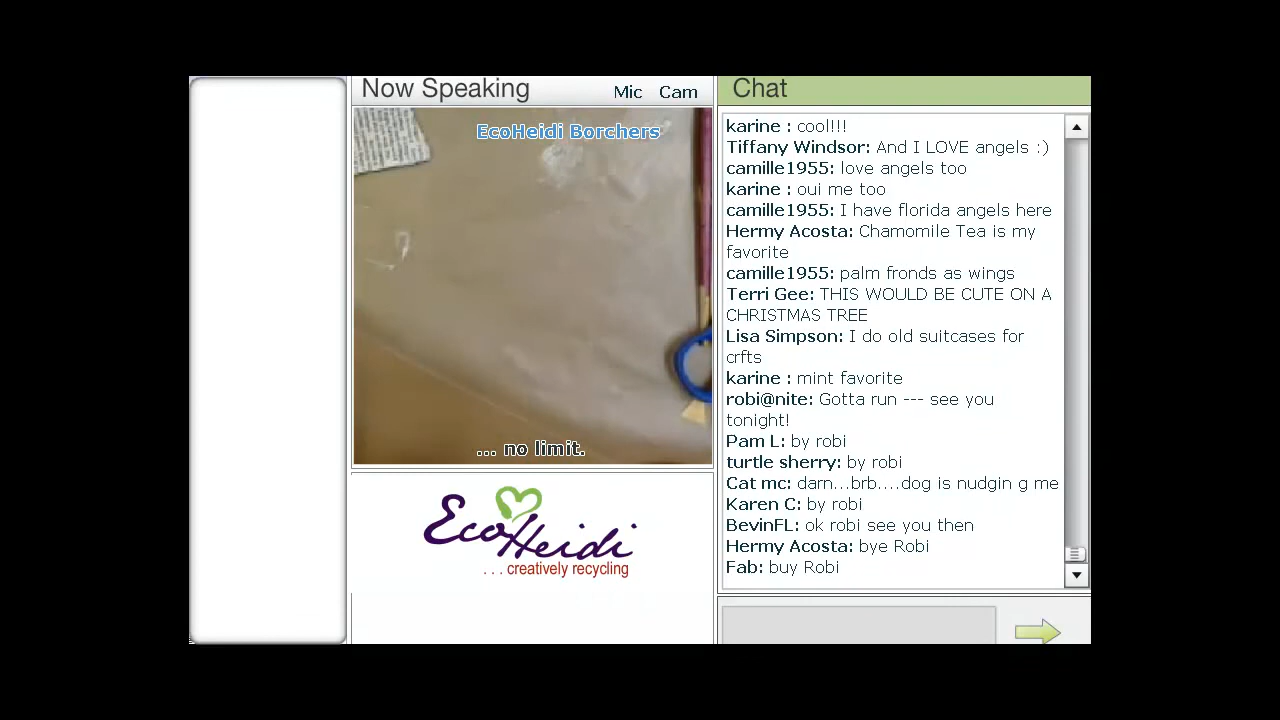 Now Speaking
Mic Cam
EcoHeidi Borchers
... no limit.
EcoHeidi
. . . creatively recycling
Chat
karine : cool!!!
Tiffany Windsor: And I LOVE angels :)
camille1955: love angels too
karine : oui me too
camille1955: I have florida angels here
Hermy Acosta: Chamomile Tea is my
favorite
camille1955: palm fronds as wings
Terri Gee: THIS WOULD BE CUTE ON A
CHRISTMAS TREE
Lisa Simpson: I do old suitcases for
crfts
karine : mint favorite
robi@nite: Gotta run --- see you
tonight!
Pam L: by robi
turtle sherry: by robi
Cat mc: darn...brb....dog is nudgin g me
Karen C: by robi
BevinFL: ok robi see you then
Hermy Acosta: bye Robi
Fab: buy Robi